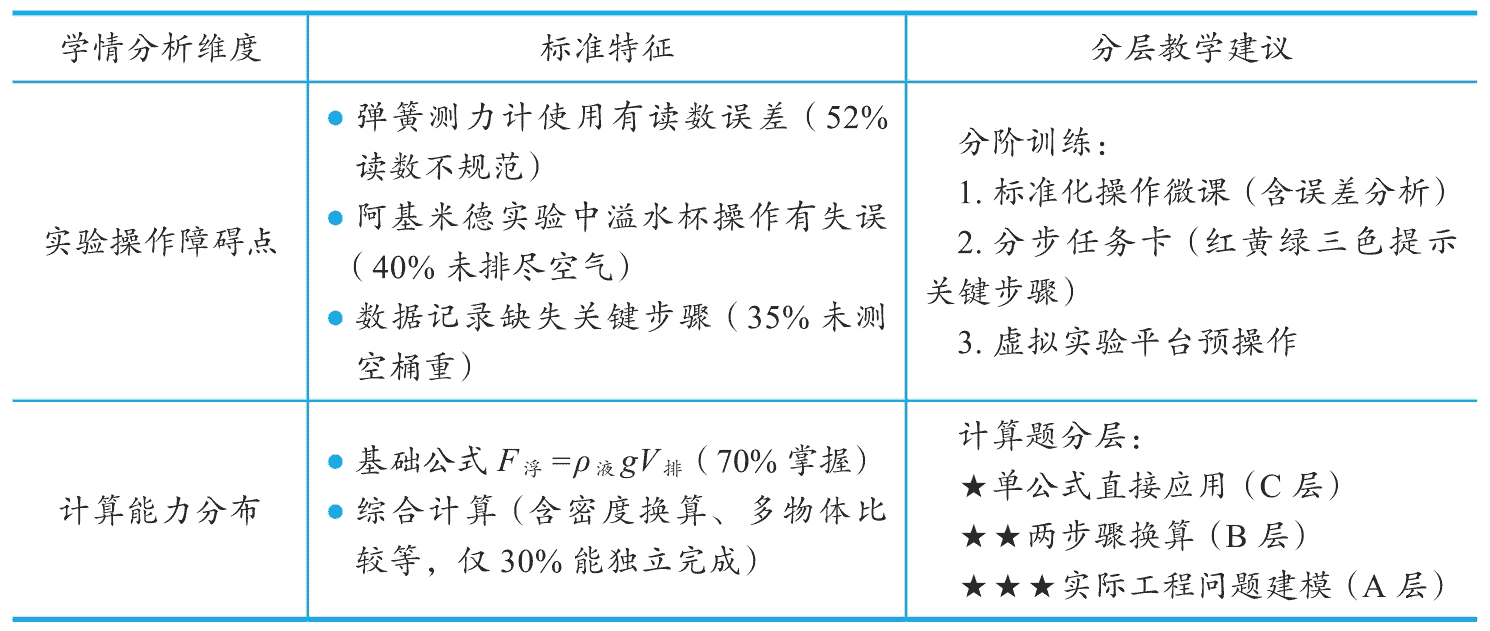 学情分析维度
标准特征
分层教学建议
实验操作障碍点
● 弹簧测力计使用有读数误差（52%
读数不规范）
● 阿基米德实验中溢水杯操作有失误
（40% 未排尽空气）
● 数据记录缺失关键步骤（35% 未测
空桶重）
分阶训练：
1. 标准化操作微课（含误差分析）
2. 分步任务卡（红黄绿三色提示
关键步骤）
3. 虚拟实验平台预操作
计算能力分布
● 基础公式 F浮=ρ液gV排（70% 掌握）
● 综合计算（含密度换算、多物体比
较等，仅 30% 能独立完成）
计算题分层：
★单公式直接应用（C 层）
★★两步骤换算（B 层）
★★★实际工程问题建模（A 层）